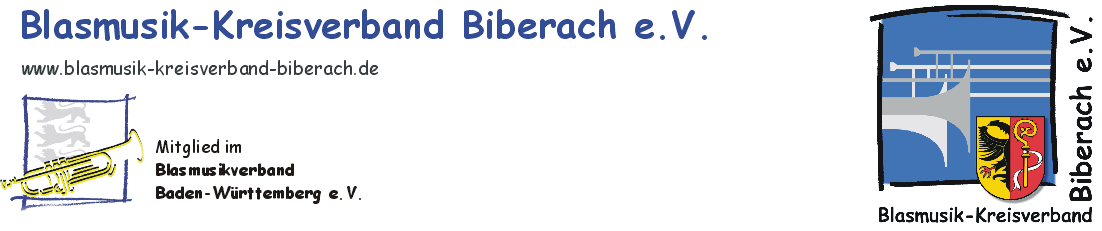 Blasmusik-Kreisverband Biberach e.V.
www.blasmusik-kreisverband-biberach.de
Mitglied im
Blasmusikverband
Baden-Württemberg e.V.
Biberach e.V.
Blasmusik-Kreisverband